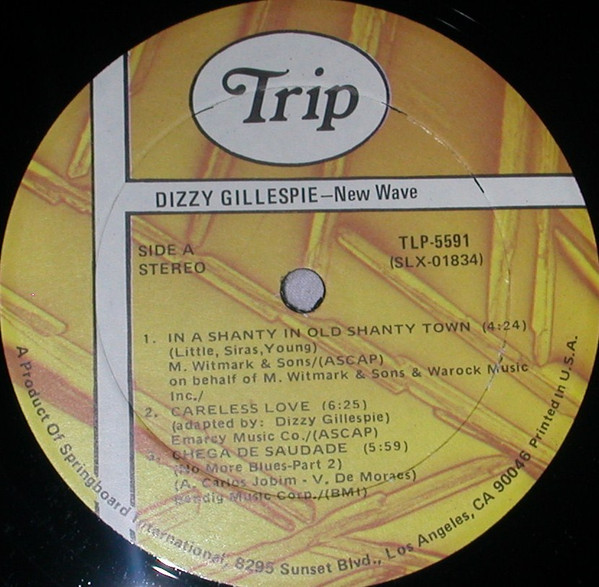 Trip
DIZZY GILLESPIE—New Wave
SIDE A
STEREO
TLP-5591
(SLX-01834)
1. IN A SHANTY IN OLD SHANTY TOWN (4:24)
(Little, Siras,Young)
M. Witmark & Sons/(ASCAP)
on behalf of M. Witmark & Sons & Warock Music
Inc./
2. CARELESS LOVE (6:25)
(adapted by: Dizzy Gillespie)
Emarcy Music Co./(ASCAP)
3. CHEGA DE SAUDADE (5:59)
(No More Blues-Part 2)
(A. Carlos Jobim - V. De Moraes)
Bendig Music Corp./(BMI)
A Product Of Springboard International, 8295 Sunset Blvd., Los Angeles, CA 90046 Printed In U.S.A.